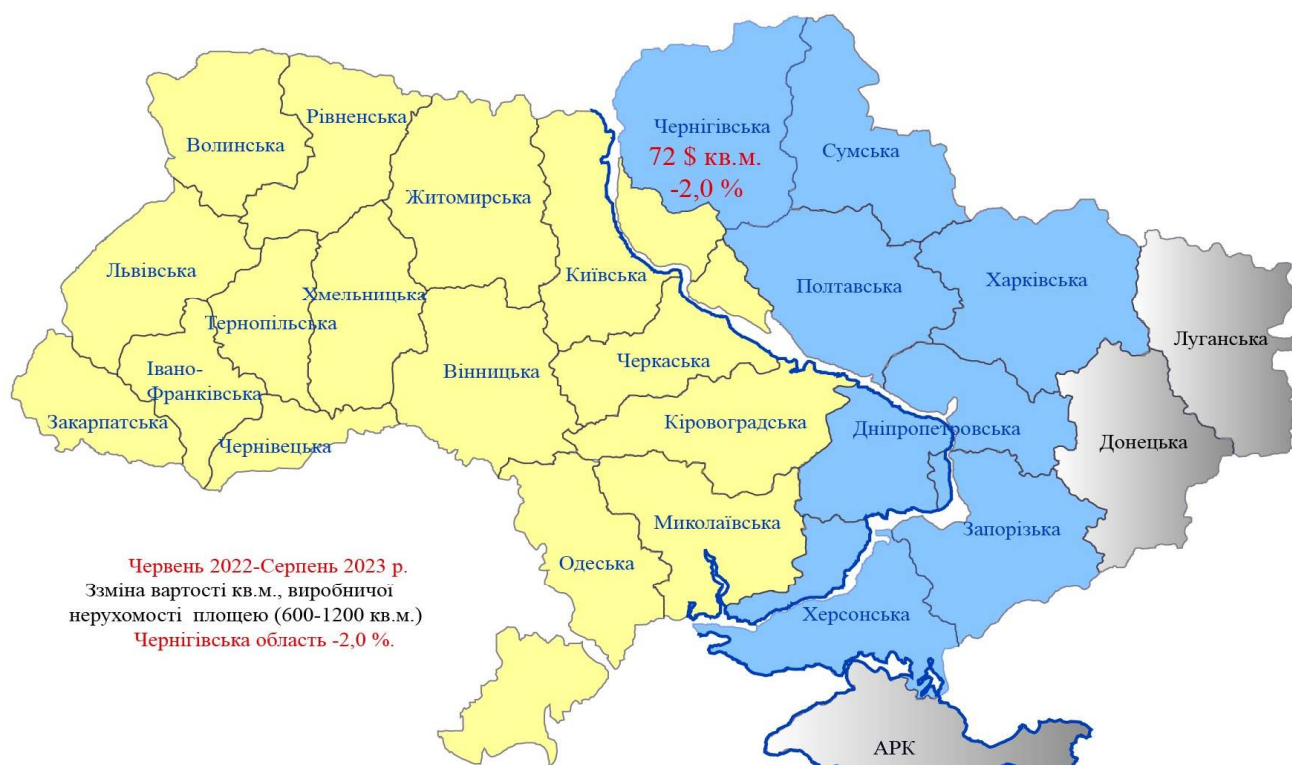 Рівненська
Волинська
Чернігівська
72 $ кв.м.
-2,0 %
Сумська
Житомирська
Львівська
Київська
Полтавська
Харківська
Хмельницька
Тернопільська
Луганська
Черкаська
Івано-
Франківська
Вінницька
Закарпатська
Чернівецька
Кіровоградська
Дніпропетровська
Донецька
Миколаївська
Запорізька
Одеська
Херсонська
Червень 2022-Серпень 2023 р.
Ззміна вартості кв.м., виробничої
нерухомості площею (600-1200 кв.м.)
Чернігівська область -2,0 %.
АРК